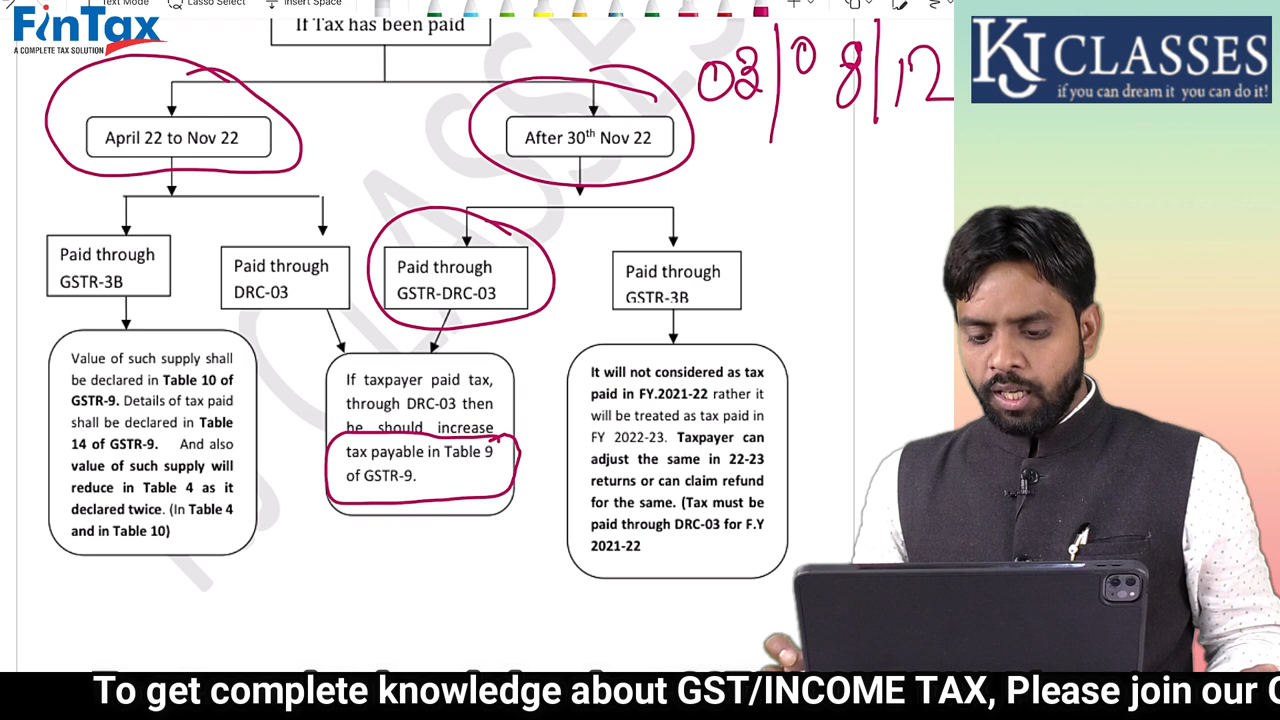 Text Mode
Lasso Select
Insert Space
FinTax
A COMPLETE TAX SOLUTION
If Tax has been paid
03/08/12
KJ CLASSES
if you can dream it you can do it!
April 22 to Nov 22
After 30th Nov 22
Paid through
GSTR-3B
Paid through
DRC-03
Paid through
GSTR-DRC-03
Paid through
GSTR-3B
Value of such supply shall
be declared in Table 10 of
GSTR-9. Details of tax paid
shall be declared in Table
14 of GSTR-9. And also
value of such supply will
reduce in Table 4 as it
declared twice. (In Table 4
and in Table 10)
If taxpayer paid tax,
through DRC-03 then
he should increase
tax payable in Table 9
of GSTR-9.
It will not considered as tax
paid in FY.2021-22 rather it
will be treated as tax paid in
FY 2022-23. Taxpayer can
adjust the same in 22-23
returns or can claim refund
for the same. (Tax must be
paid through DRC-03 for F.Y
2021-22
CLASSES
To get complete knowledge about GST/INCOME TAX, Please join our